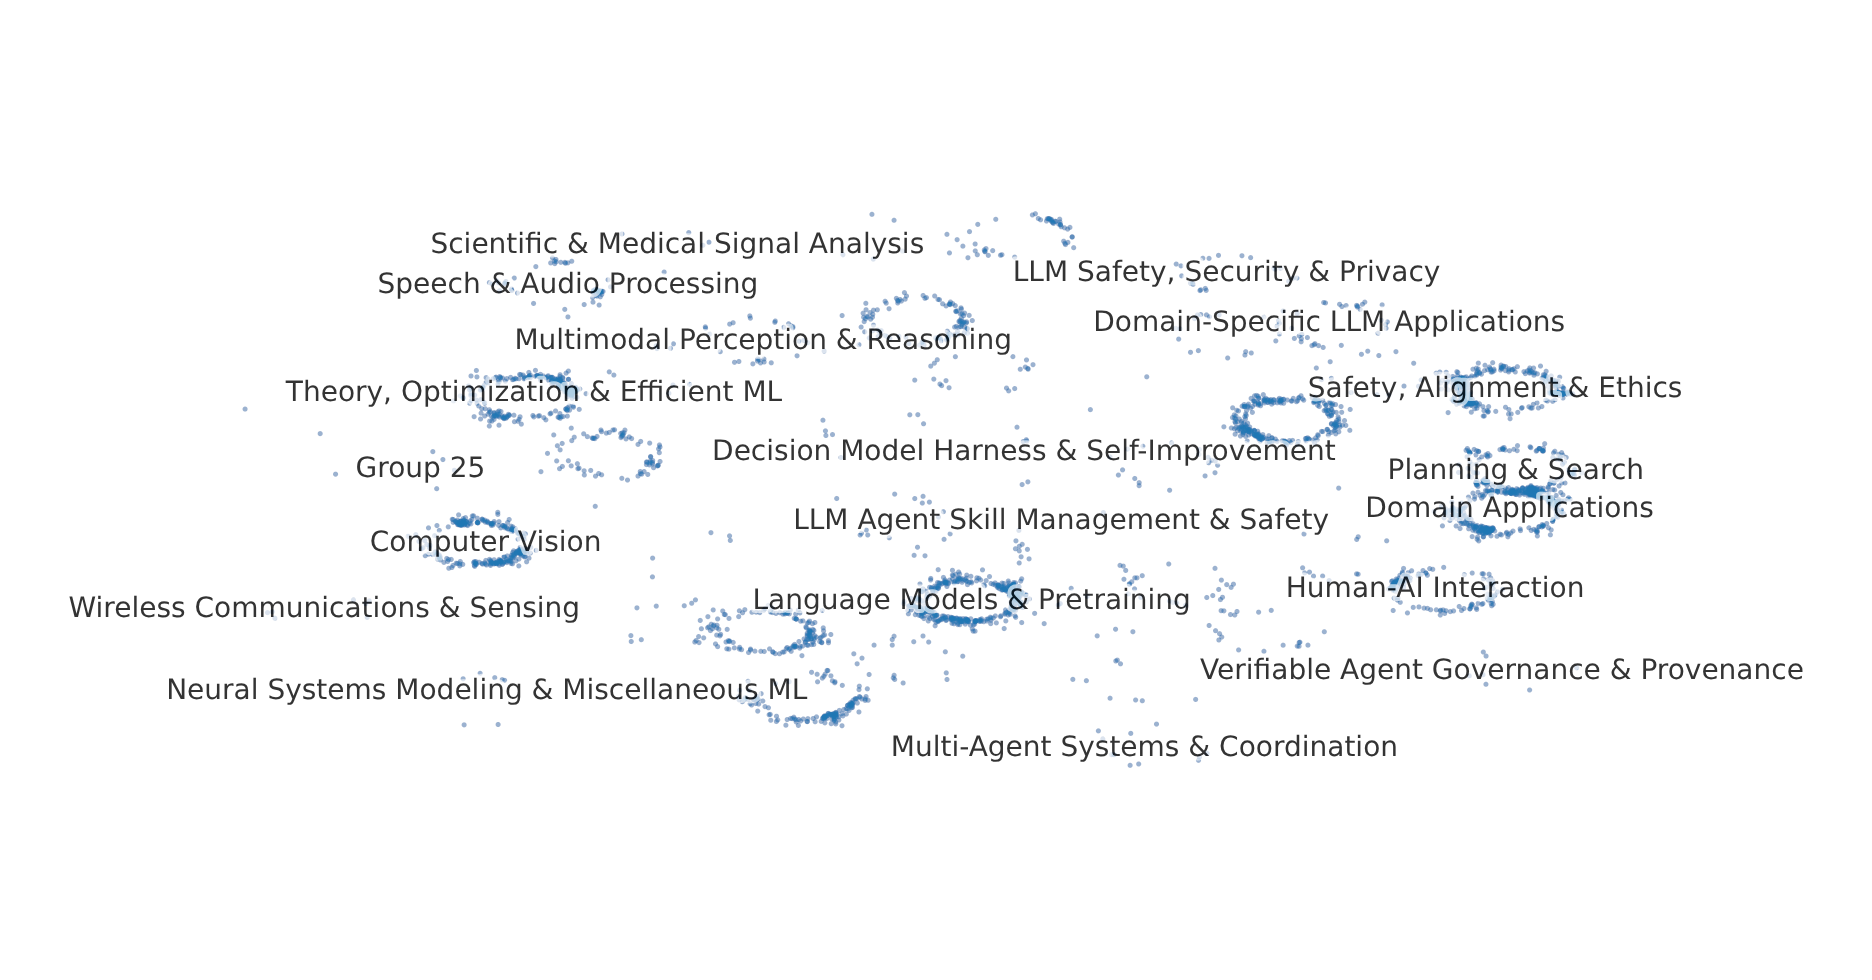 Scientific & Medical Signal Analysis
LLM Safety, Security & Privacy
Speech & Audio Processing
Domain-Specific LLM Applications
Multimodal Perception & Reasoning
Safety, Alignment & Ethics
Theory, Optimization & Efficient ML
Decision Model Harness & Self-Improvement
Group 25
Planning & Search
Domain Applications
LLM Agent Skill Management & Safety
Computer Vision
Human-AI Interaction
Language Models & Pretraining
Wireless Communications & Sensing
Verifiable Agent Governance & Provenance
Neural Systems Modeling & Miscellaneous ML
Multi-Agent Systems & Coordination